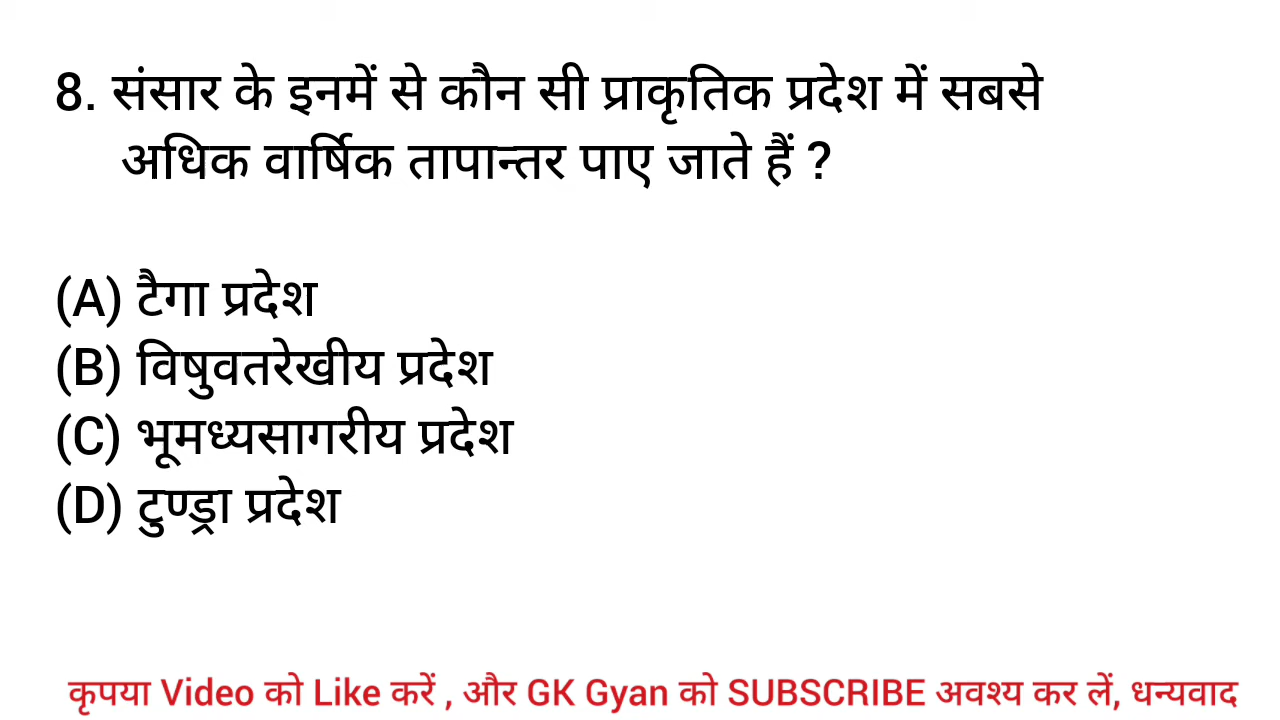 8. संसार के इनमें से कौन सी प्राकृतिक प्रदेश में सबसे
अधिक वार्षिक तापान्तर पाए जाते हैं ?
(A) टैगा प्रदेश
(B) विषुवतरेखीय प्रदेश
(C) भूमध्यसागरीय प्रदेश
(D) टुण्ड्रा प्रदेश
कृपया Video को Like करें , और GK Gyan को SUBSCRIBE अवश्य कर लें, धन्यवाद